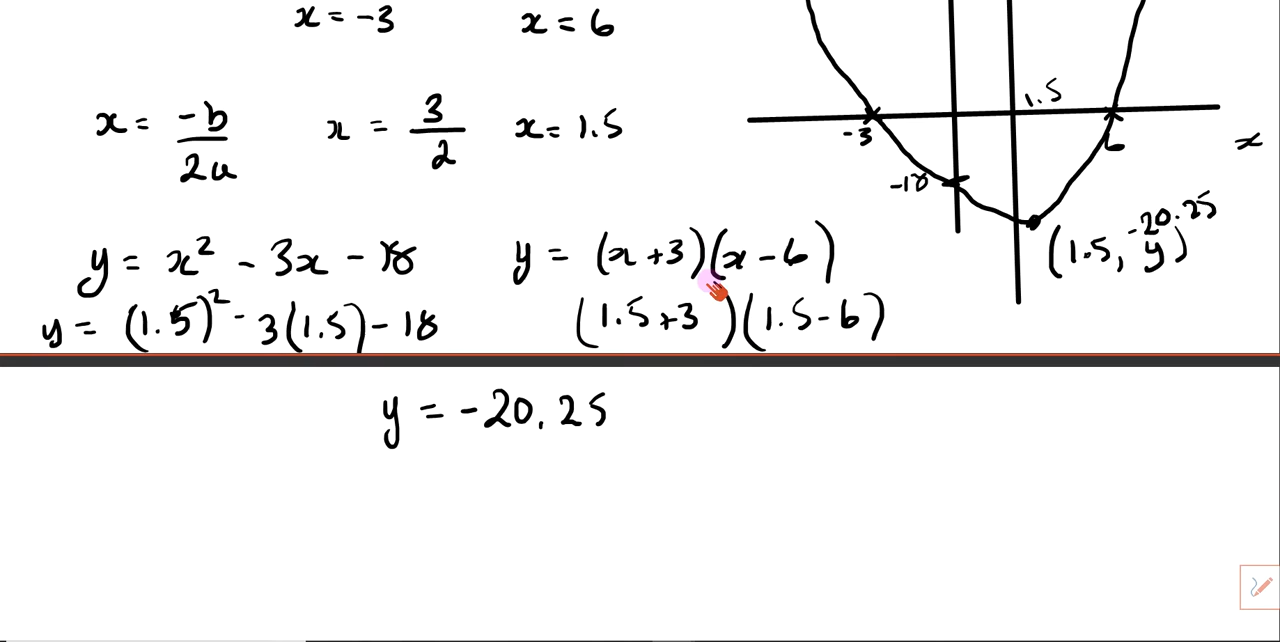 x = -3 x = 6
x = -b/2a x = 3/2 x = 1.5
y = x² - 3x - 18 y = (x+3)(x-6)
y = (1.5)² - 3(1.5) - 18 (1.5+3)(1.5-6)
y = -20.25
1.5
-3
6
x
-18
-20.25
(1.5, y)